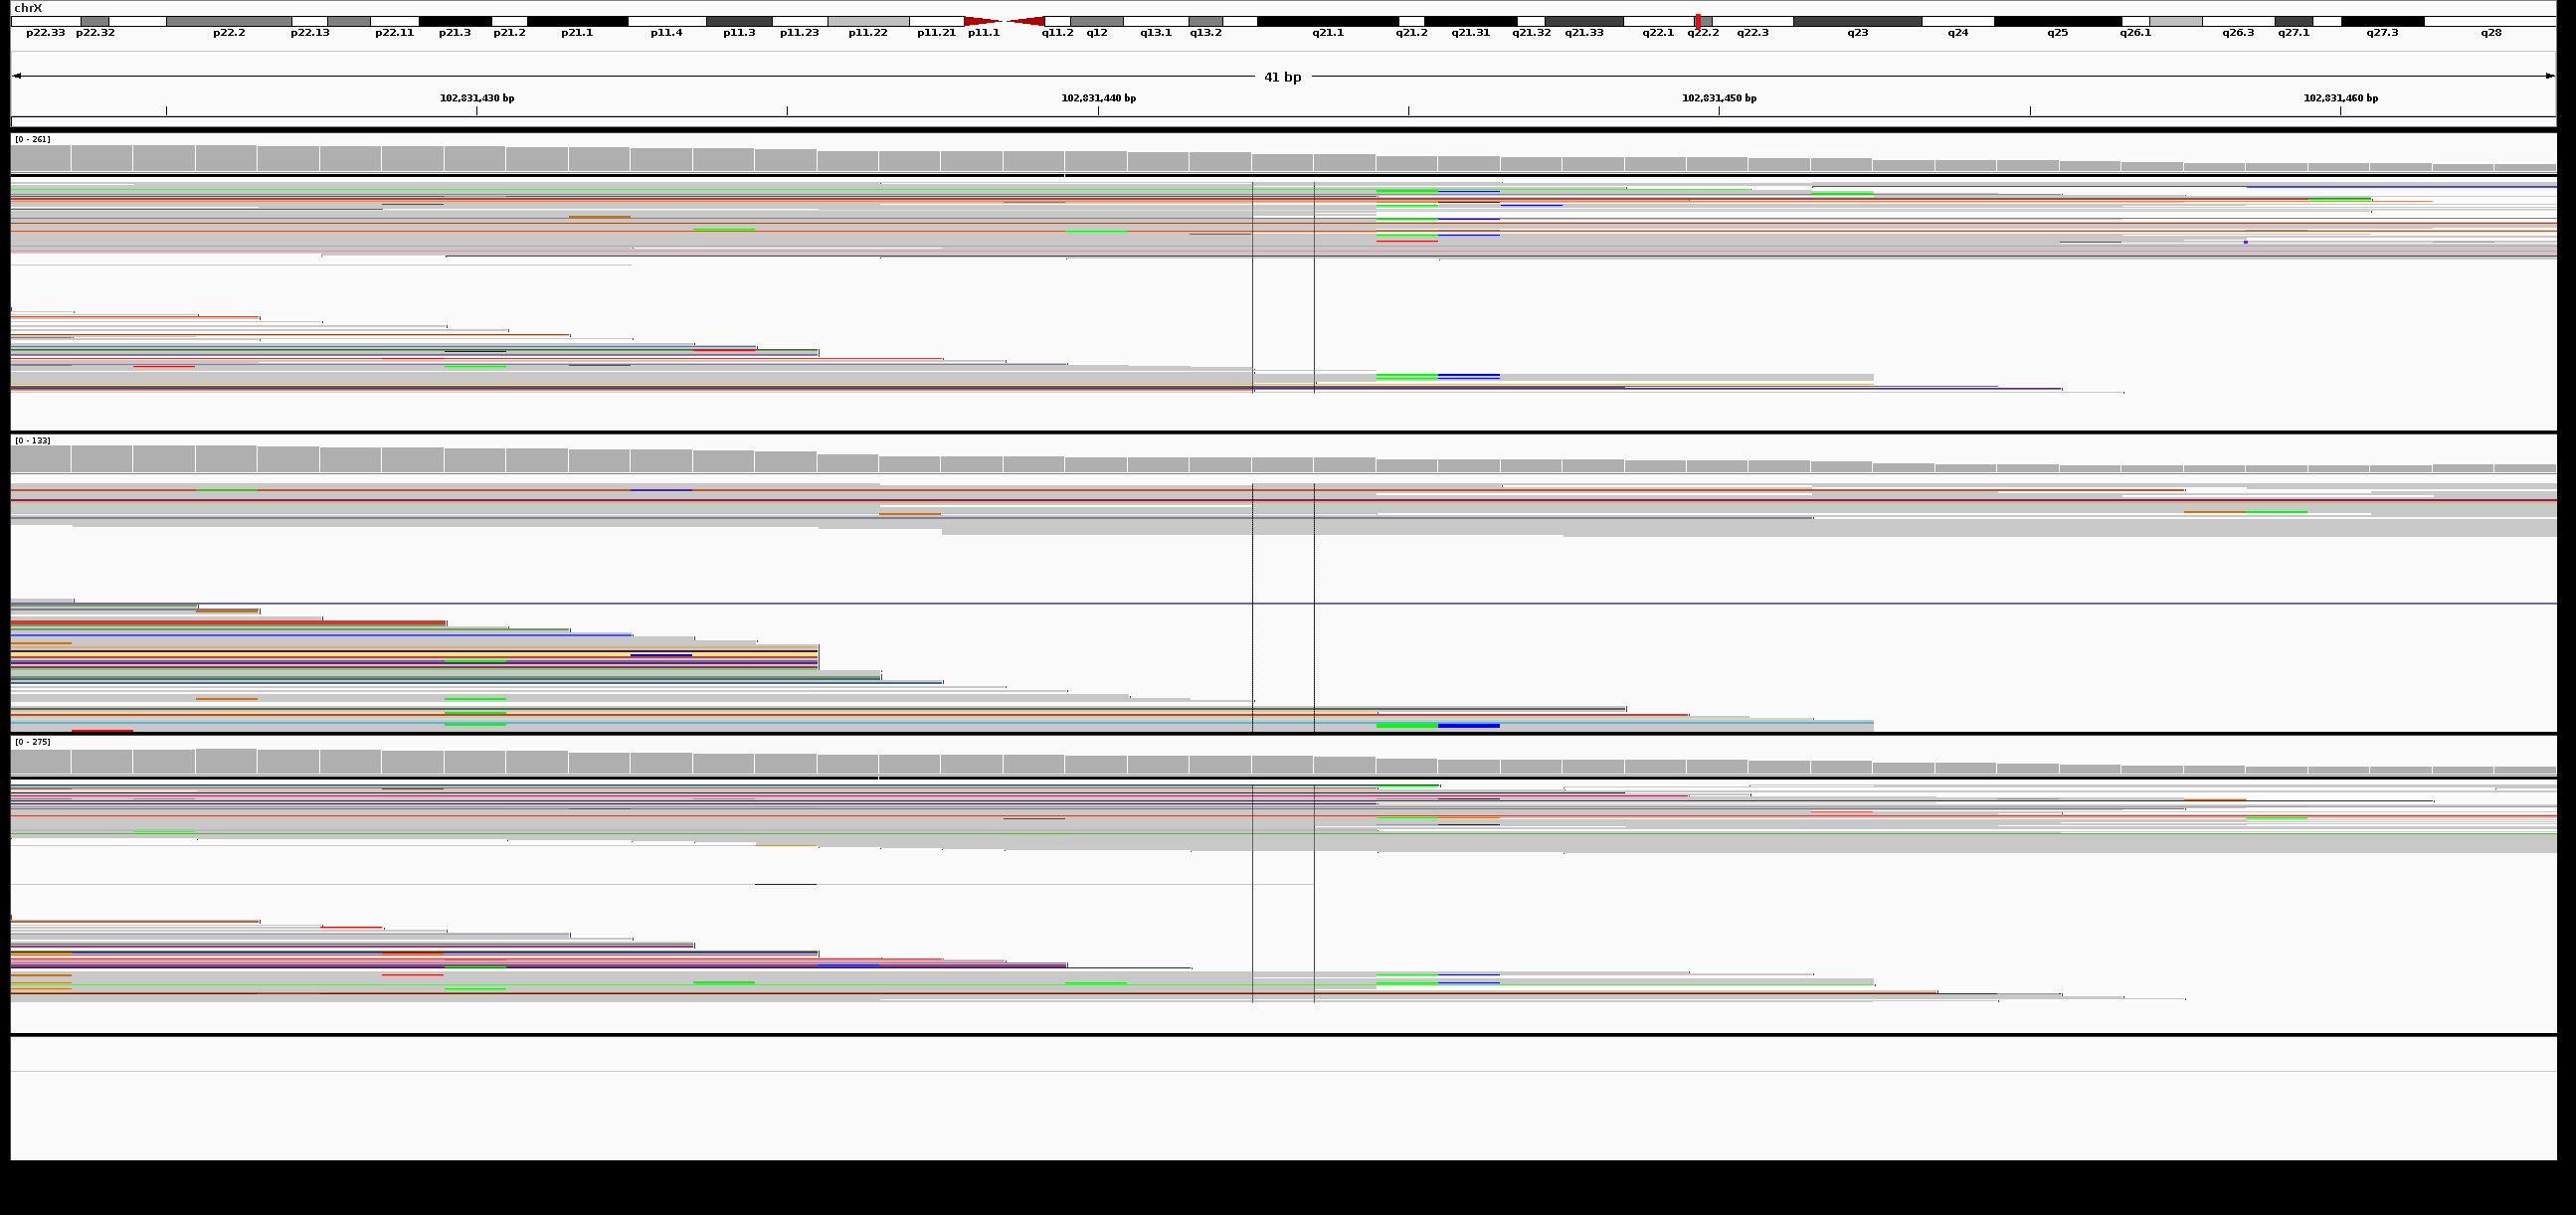 chrX
p22.33 p22.32 p22.2 p22.13 p22.11 p21.3 p21.2 p21.1 p11.4 p11.3 p11.23 p11.22 p11.21 p11.1 q11.2 q12 q13.1 q13.2 q21.1 q21.2 q21.31 q21.32 q21.33 q22.1 q22.2 q22.3 q23 q24 q25 q26.1 q26.3 q27.1 q27.3 q28
41 bp
102,831,430 bp 102,831,440 bp 102,831,450 bp 102,831,460 bp
[0 - 261]
[0 - 133]
[0 - 275]